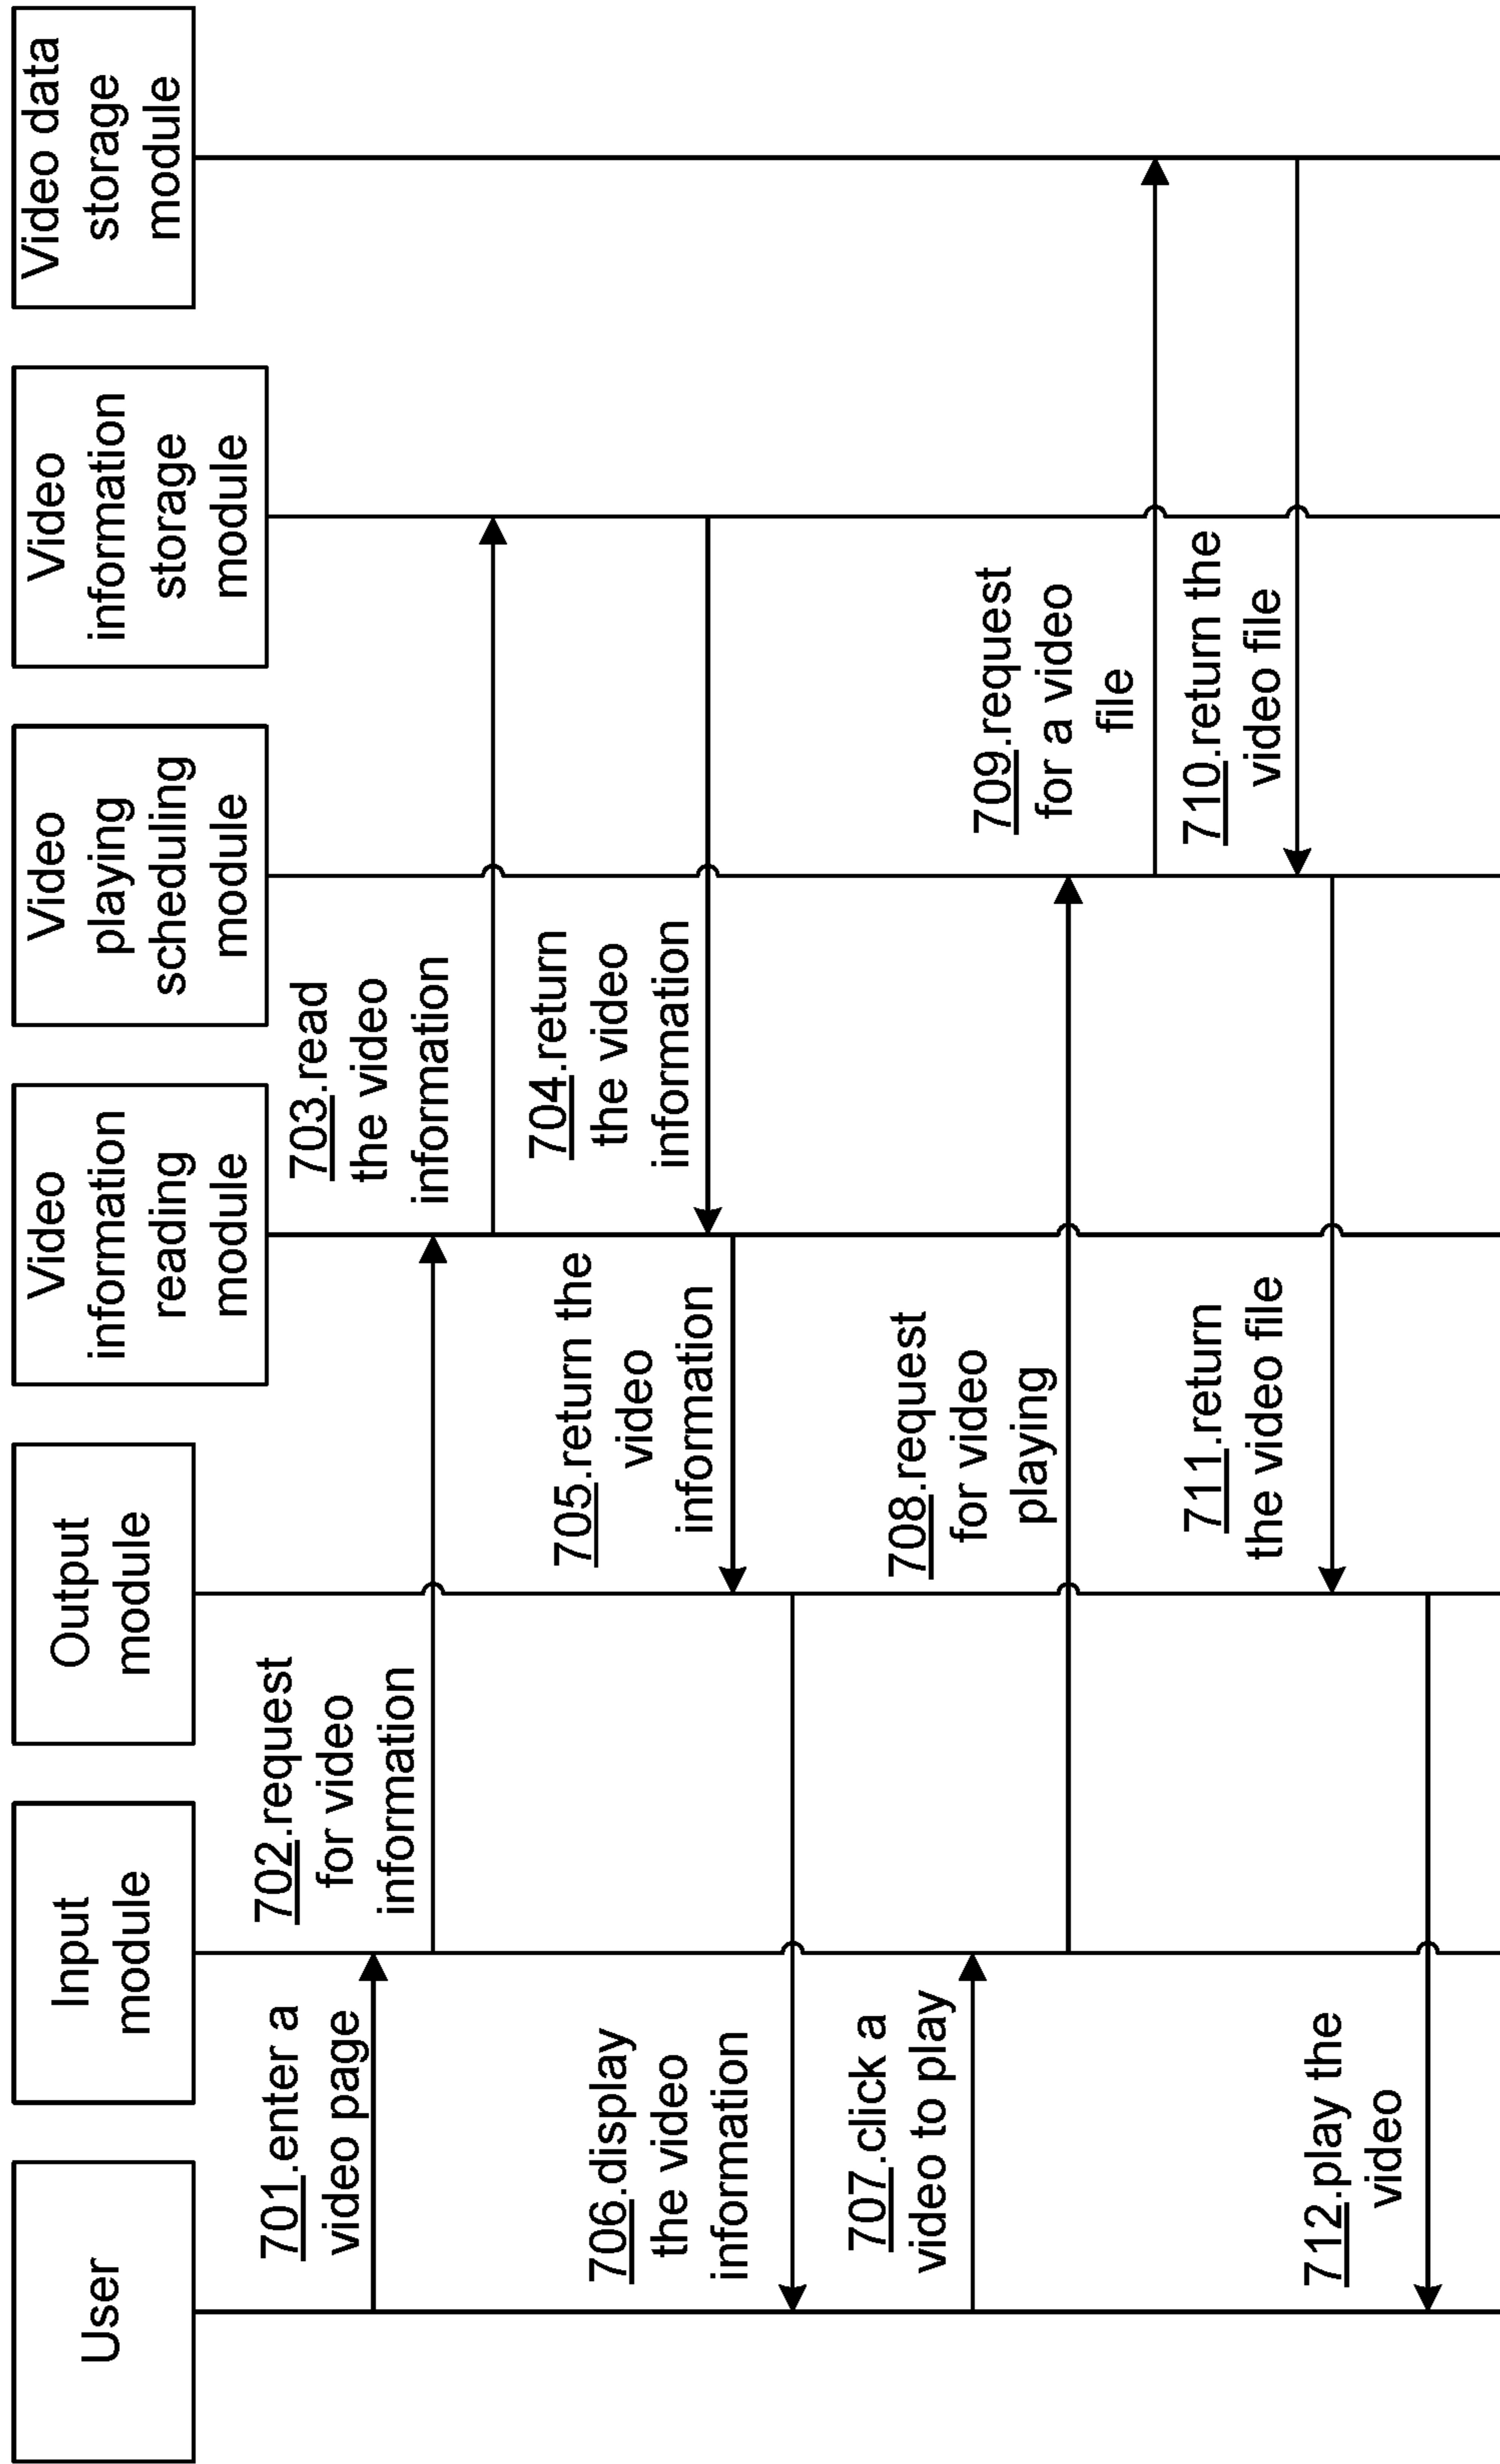 User
Input
module
Output
module
Video
information
reading
module
Video
playing
scheduling
module
Video
information
storage
module
Video data
storage
module
701.enter a
video page
702.request
for video
information
703.read
the video
information
704.return
the video
information
705.return the
video
information
706.display
the video
information
707.click a
video to play
708.request
for video
playing
709.request
for a video
file
710.return the
video file
711.return
the video file
712.play the
video